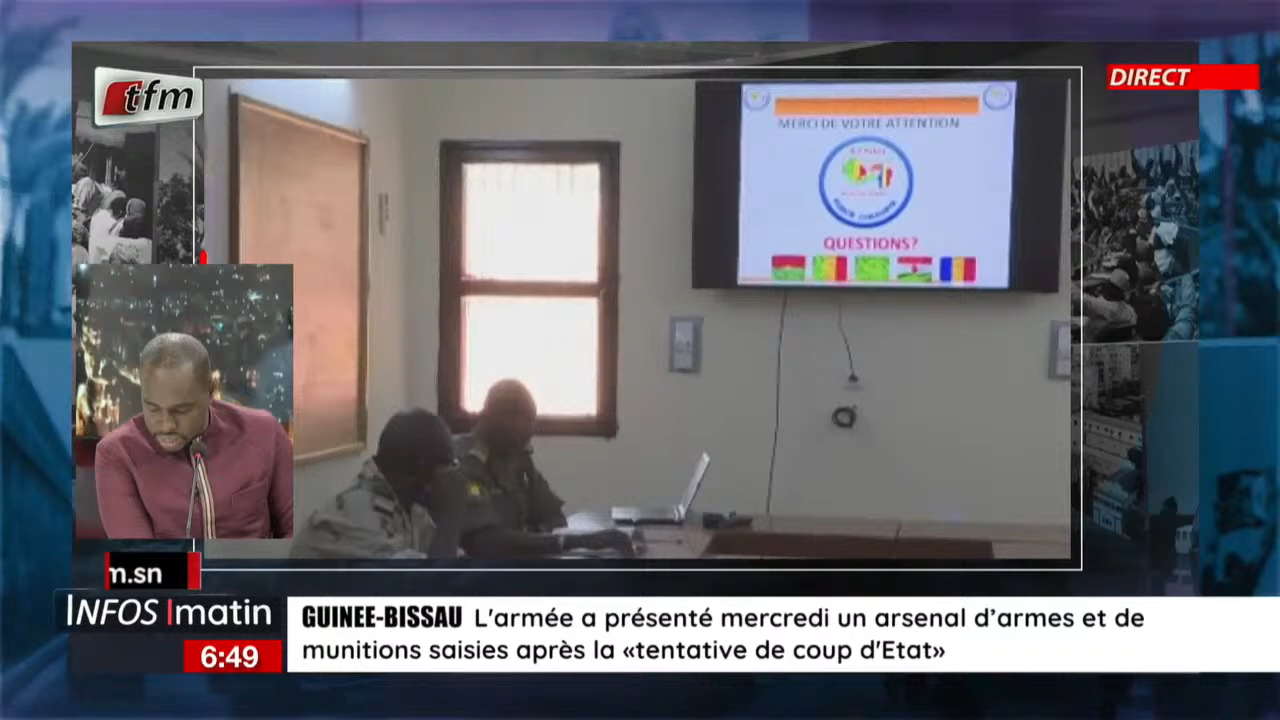 tfm
DIRECT
MERCI DE VOTRE ATTENTION
QUESTIONS?
m.sn
INFOS matin
6:49
GUINEE-BISSAU L'armée a présenté mercredi un arsenal d'armes et de
munitions saisies après la «tentative de coup d'Etat»